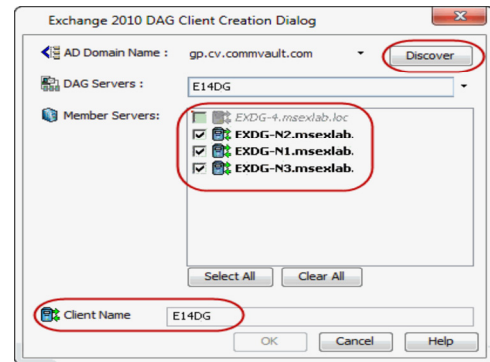 Exchange 2010 DAG Client Creation Dialog
AD Domain Name : gp.cv.commvault.com Discover
DAG Servers : E14DG
Member Servers: EXDG-4.msexlab.loc
EXDG-N2.msexlab.
EXDG-N1.msexlab.
EXDG-N3.msexlab.
Select All Clear All
Client Name E14DG
OK Cancel Help